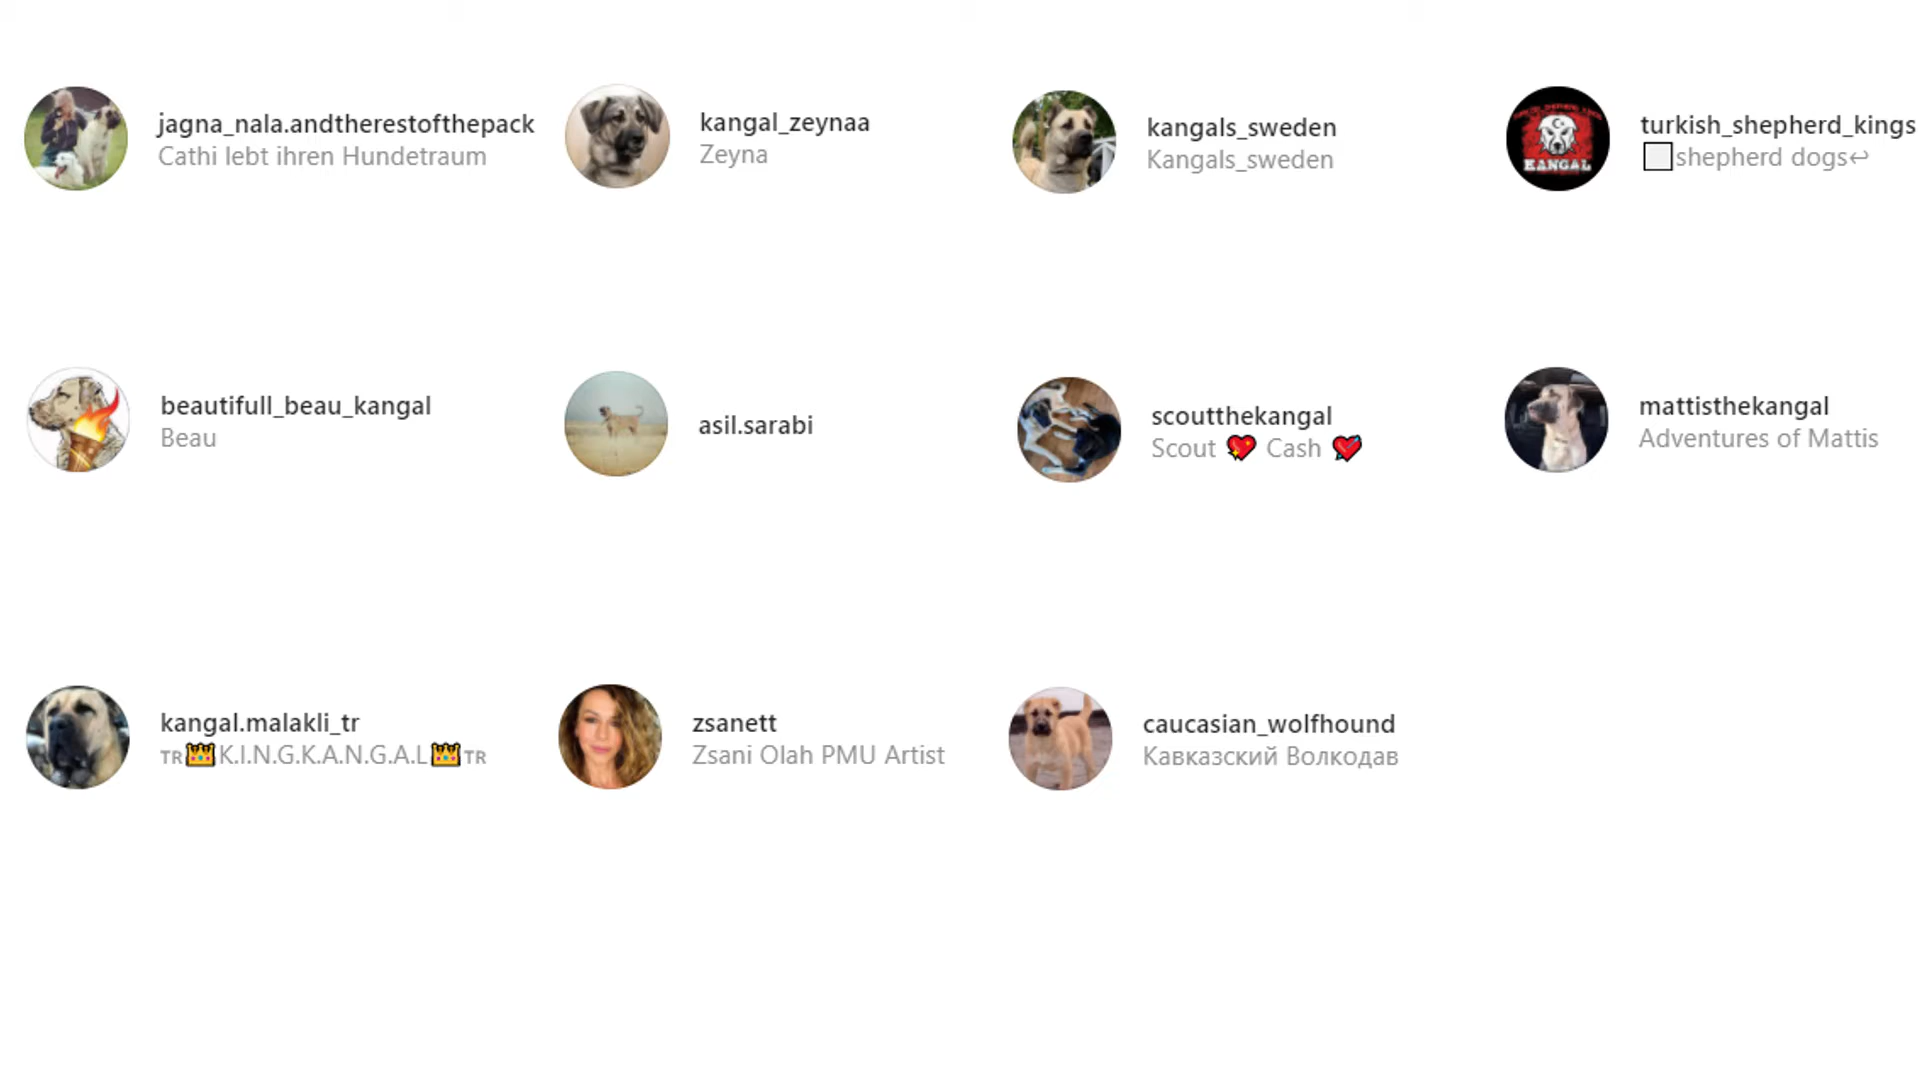 jagna_nala.andtherestofthepack
Cathi lebt ihren Hundetraum
kangal_zeynaa
Zeyna
kangals_sweden
Kangals_sweden
turkish_shepherd_kings
shepherd dogs↩
KANGAL
beautifull_beau_kangal
Beau
asil.sarabi
scoutthekangal
Scout 💖 Cash 💘
mattisthekangal
Adventures of Mattis
kangal.malakli_tr
TR👑K.I.N.G.K.A.N.G.A.L👑TR
zsanett
Zsani Olah PMU Artist
caucasian_wolfhound
Кавказский Волкодав